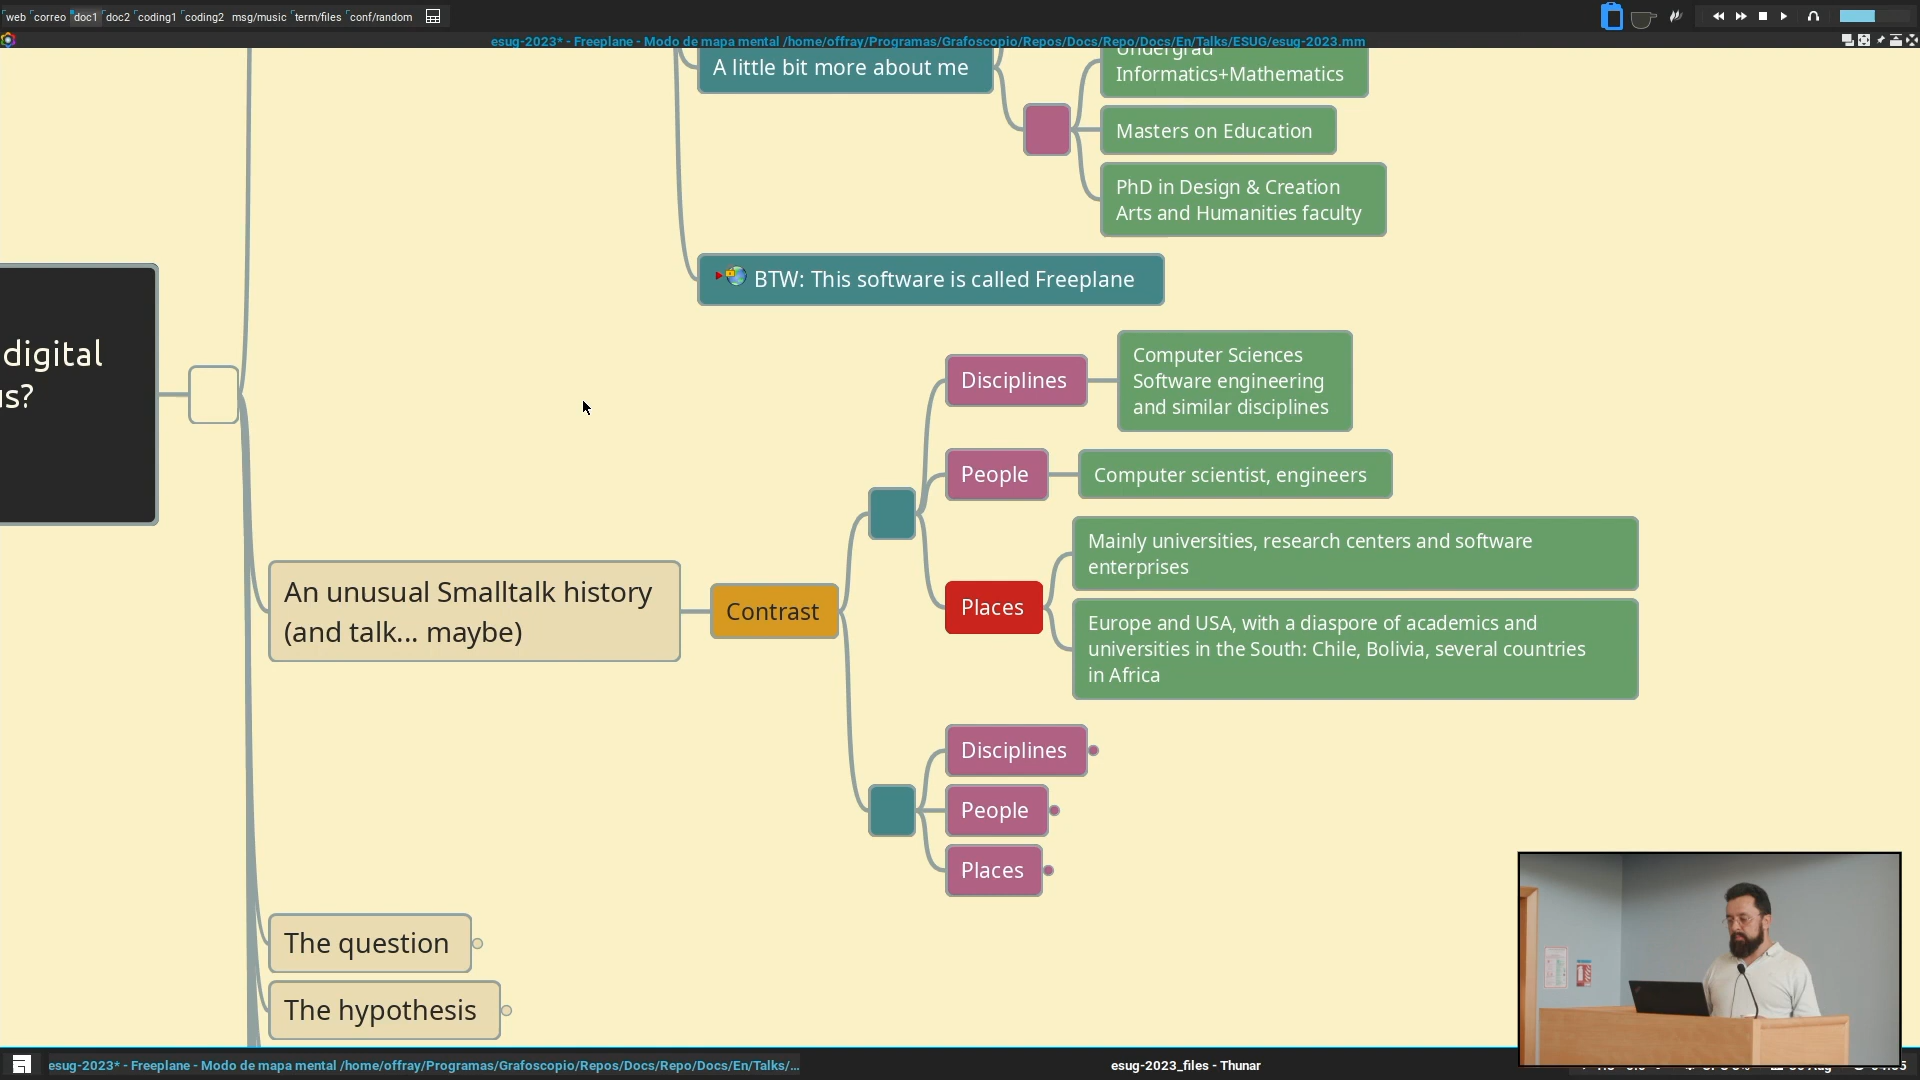 web correo doc1 doc2 coding1 coding2 msg/music term/files conf/random
esug-2023* - Freeplane - Modo de mapa mental /home/offray/Programas/Grafoscopio/Repos/Docs/Repo/Docs/En/Talks/ESUG/esug-2023.mm
A little bit more about me
Undergrad
Informatics+Mathematics
Masters on Education
PhD in Design & Creation
Arts and Humanities faculty
BTW: This software is called Freeplane
digital
us?
Disciplines
Computer Sciences
Software engineering
and similar disciplines
People
Computer scientist, engineers
An unusual Smalltalk history
(and talk... maybe)
Contrast
Places
Mainly universities, research centers and software
enterprises
Europe and USA, with a diaspore of academics and
universities in the South: Chile, Bolivia, several countries
in Africa
Disciplines
People
Places
The question
The hypothesis
esug-2023* - Freeplane - Modo de mapa mental /home/offray/Programas/Grafoscopio/Repos/Docs/Repo/Docs/En/Talks/...
esug-2023_files - Thunar